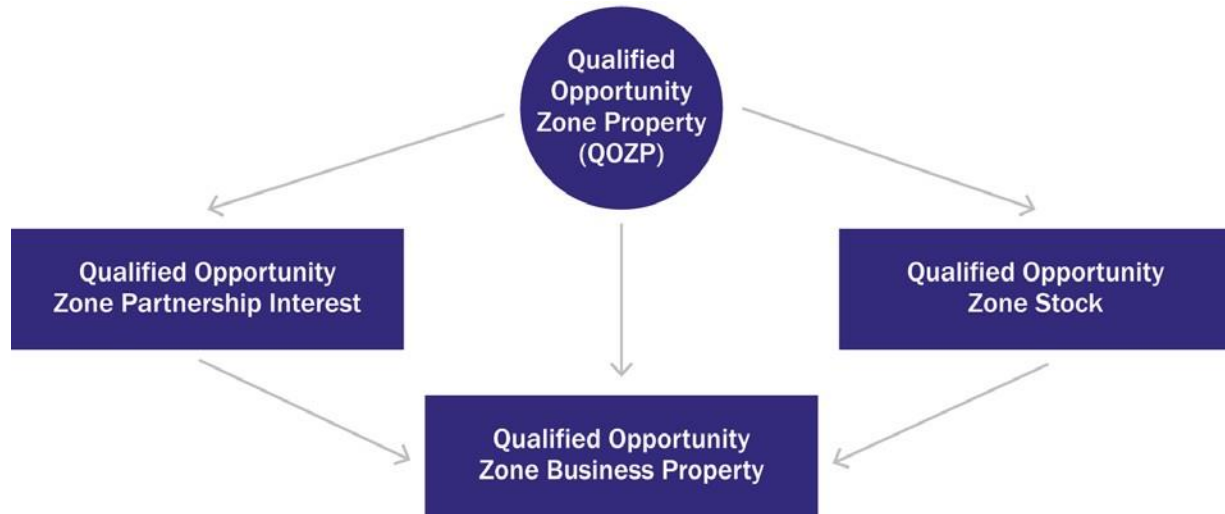 Qualified
Opportunity
Zone Property
(QOZP)
Qualified Opportunity
Zone Partnership Interest
Qualified Opportunity
Zone Stock
Qualified Opportunity
Zone Business Property